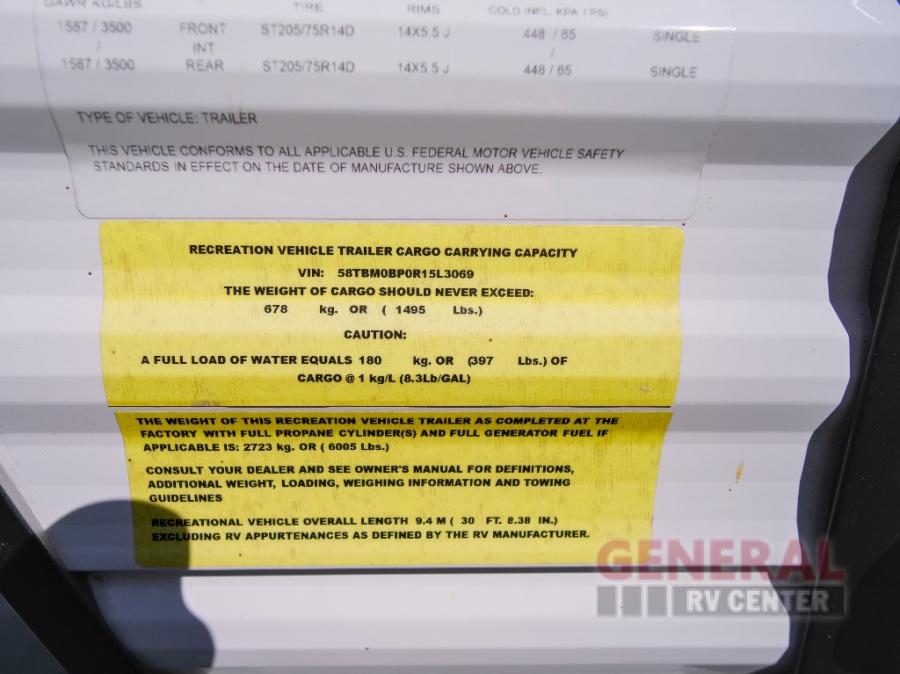 GAWR KG/LBS. TIRE RIMS COLD INFL. KPA / PSI
1587 / 3500 FRONT ST205/75R14D 14X5.5 J 448 / 65 SINGLE
/ INT / / /
1587 / 3500 REAR ST205/75R14D 14X5.5 J 448 / 65 SINGLE
TYPE OF VEHICLE: TRAILER
THIS VEHICLE CONFORMS TO ALL APPLICABLE U.S. FEDERAL MOTOR VEHICLE SAFETY
STANDARDS IN EFFECT ON THE DATE OF MANUFACTURE SHOWN ABOVE.
RECREATION VEHICLE TRAILER CARGO CARRYING CAPACITY
VIN: 58TBM0BP0R15L3069
THE WEIGHT OF CARGO SHOULD NEVER EXCEED:
678 kg. OR ( 1495 Lbs.)
CAUTION:
A FULL LOAD OF WATER EQUALS 180 kg. OR (397 Lbs.) OF
CARGO @ 1 kg/L (8.3Lb/GAL)
THE WEIGHT OF THIS RECREATION VEHICLE TRAILER AS COMPLETED AT THE
FACTORY WITH FULL PROPANE CYLINDER(S) AND FULL GENERATOR FUEL IF
APPLICABLE IS: 2723 kg. OR ( 6005 Lbs.)
CONSULT YOUR DEALER AND SEE OWNER'S MANUAL FOR DEFINITIONS,
ADDITIONAL WEIGHT, LOADING, WEIGHING INFORMATION AND TOWING
GUIDELINES
RECREATIONAL VEHICLE OVERALL LENGTH 9.4 M ( 30 FT. 8.38 IN.)
EXCLUDING RV APPURTENANCES AS DEFINED BY THE RV MANUFACTURER.
GENERAL
RV CENTER